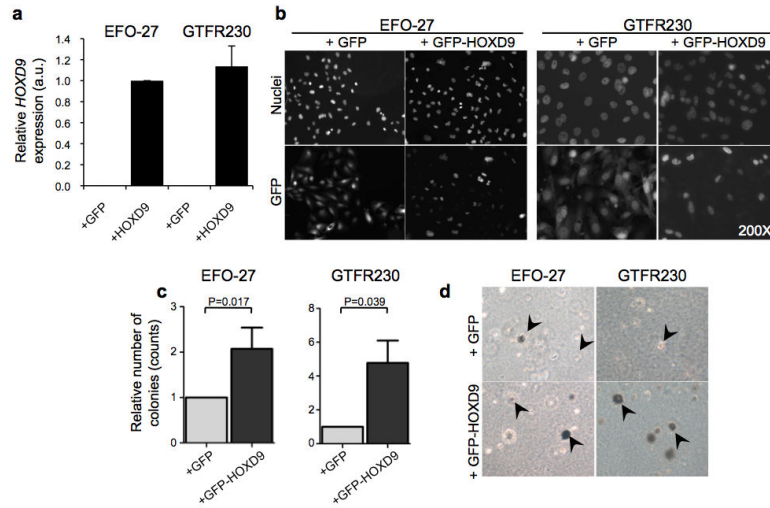 a
EFO-27 GTFR230
Relative HOXD9
expression (a.u.)
1.4
1.2
1.0
0.8
0.6
0.4
0.2
0.0
+GFP
+HOXD9
+GFP
+HOXD9
b
EFO-27 GTFR230
+ GFP + GFP-HOXD9 + GFP + GFP-HOXD9
Nuclei
GFP
200X
c
EFO-27 GTFR230
Relative number of
colonies (counts)
P=0.017
3
2
1
0
+GFP
+GFP-HOXD9
P=0.039
8
6
4
2
0
+GFP
+GFP-HOXD9
d
EFO-27 GTFR230
+ GFP
+ GFP-HOXD9